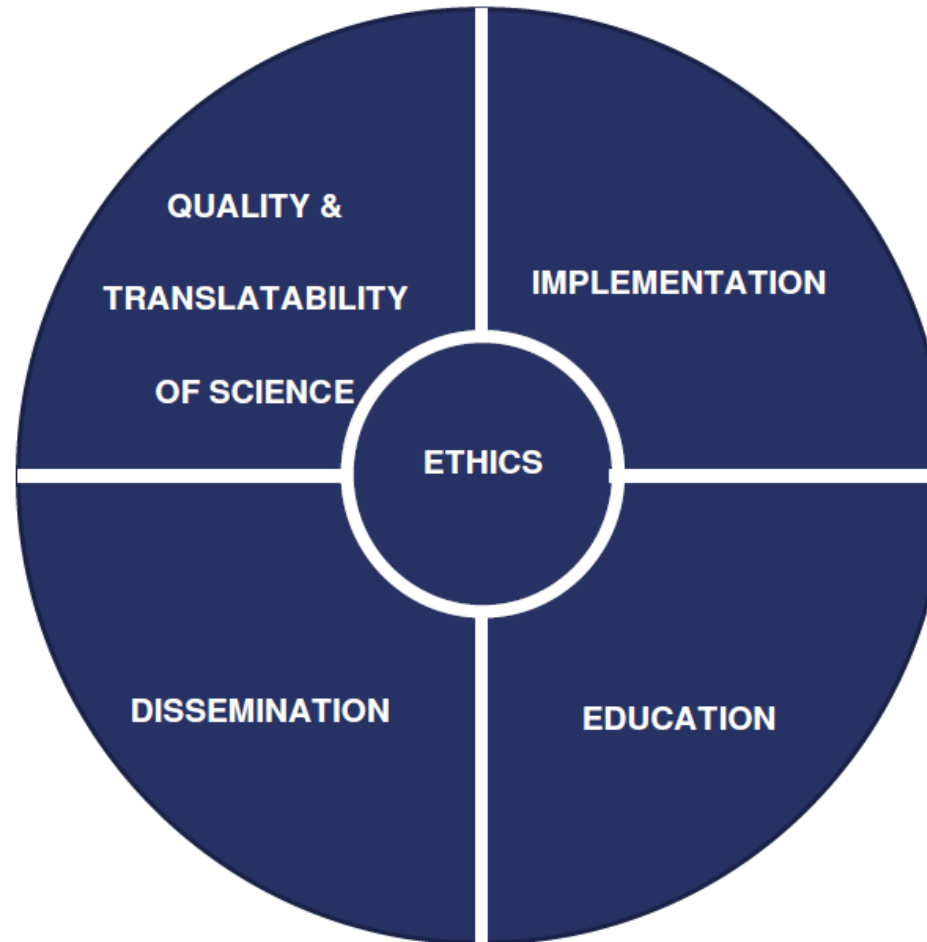 QUALITY &
TRANSLATABILITY
OF SCIENCE
IMPLEMENTATION
ETHICS
DISSEMINATION
EDUCATION